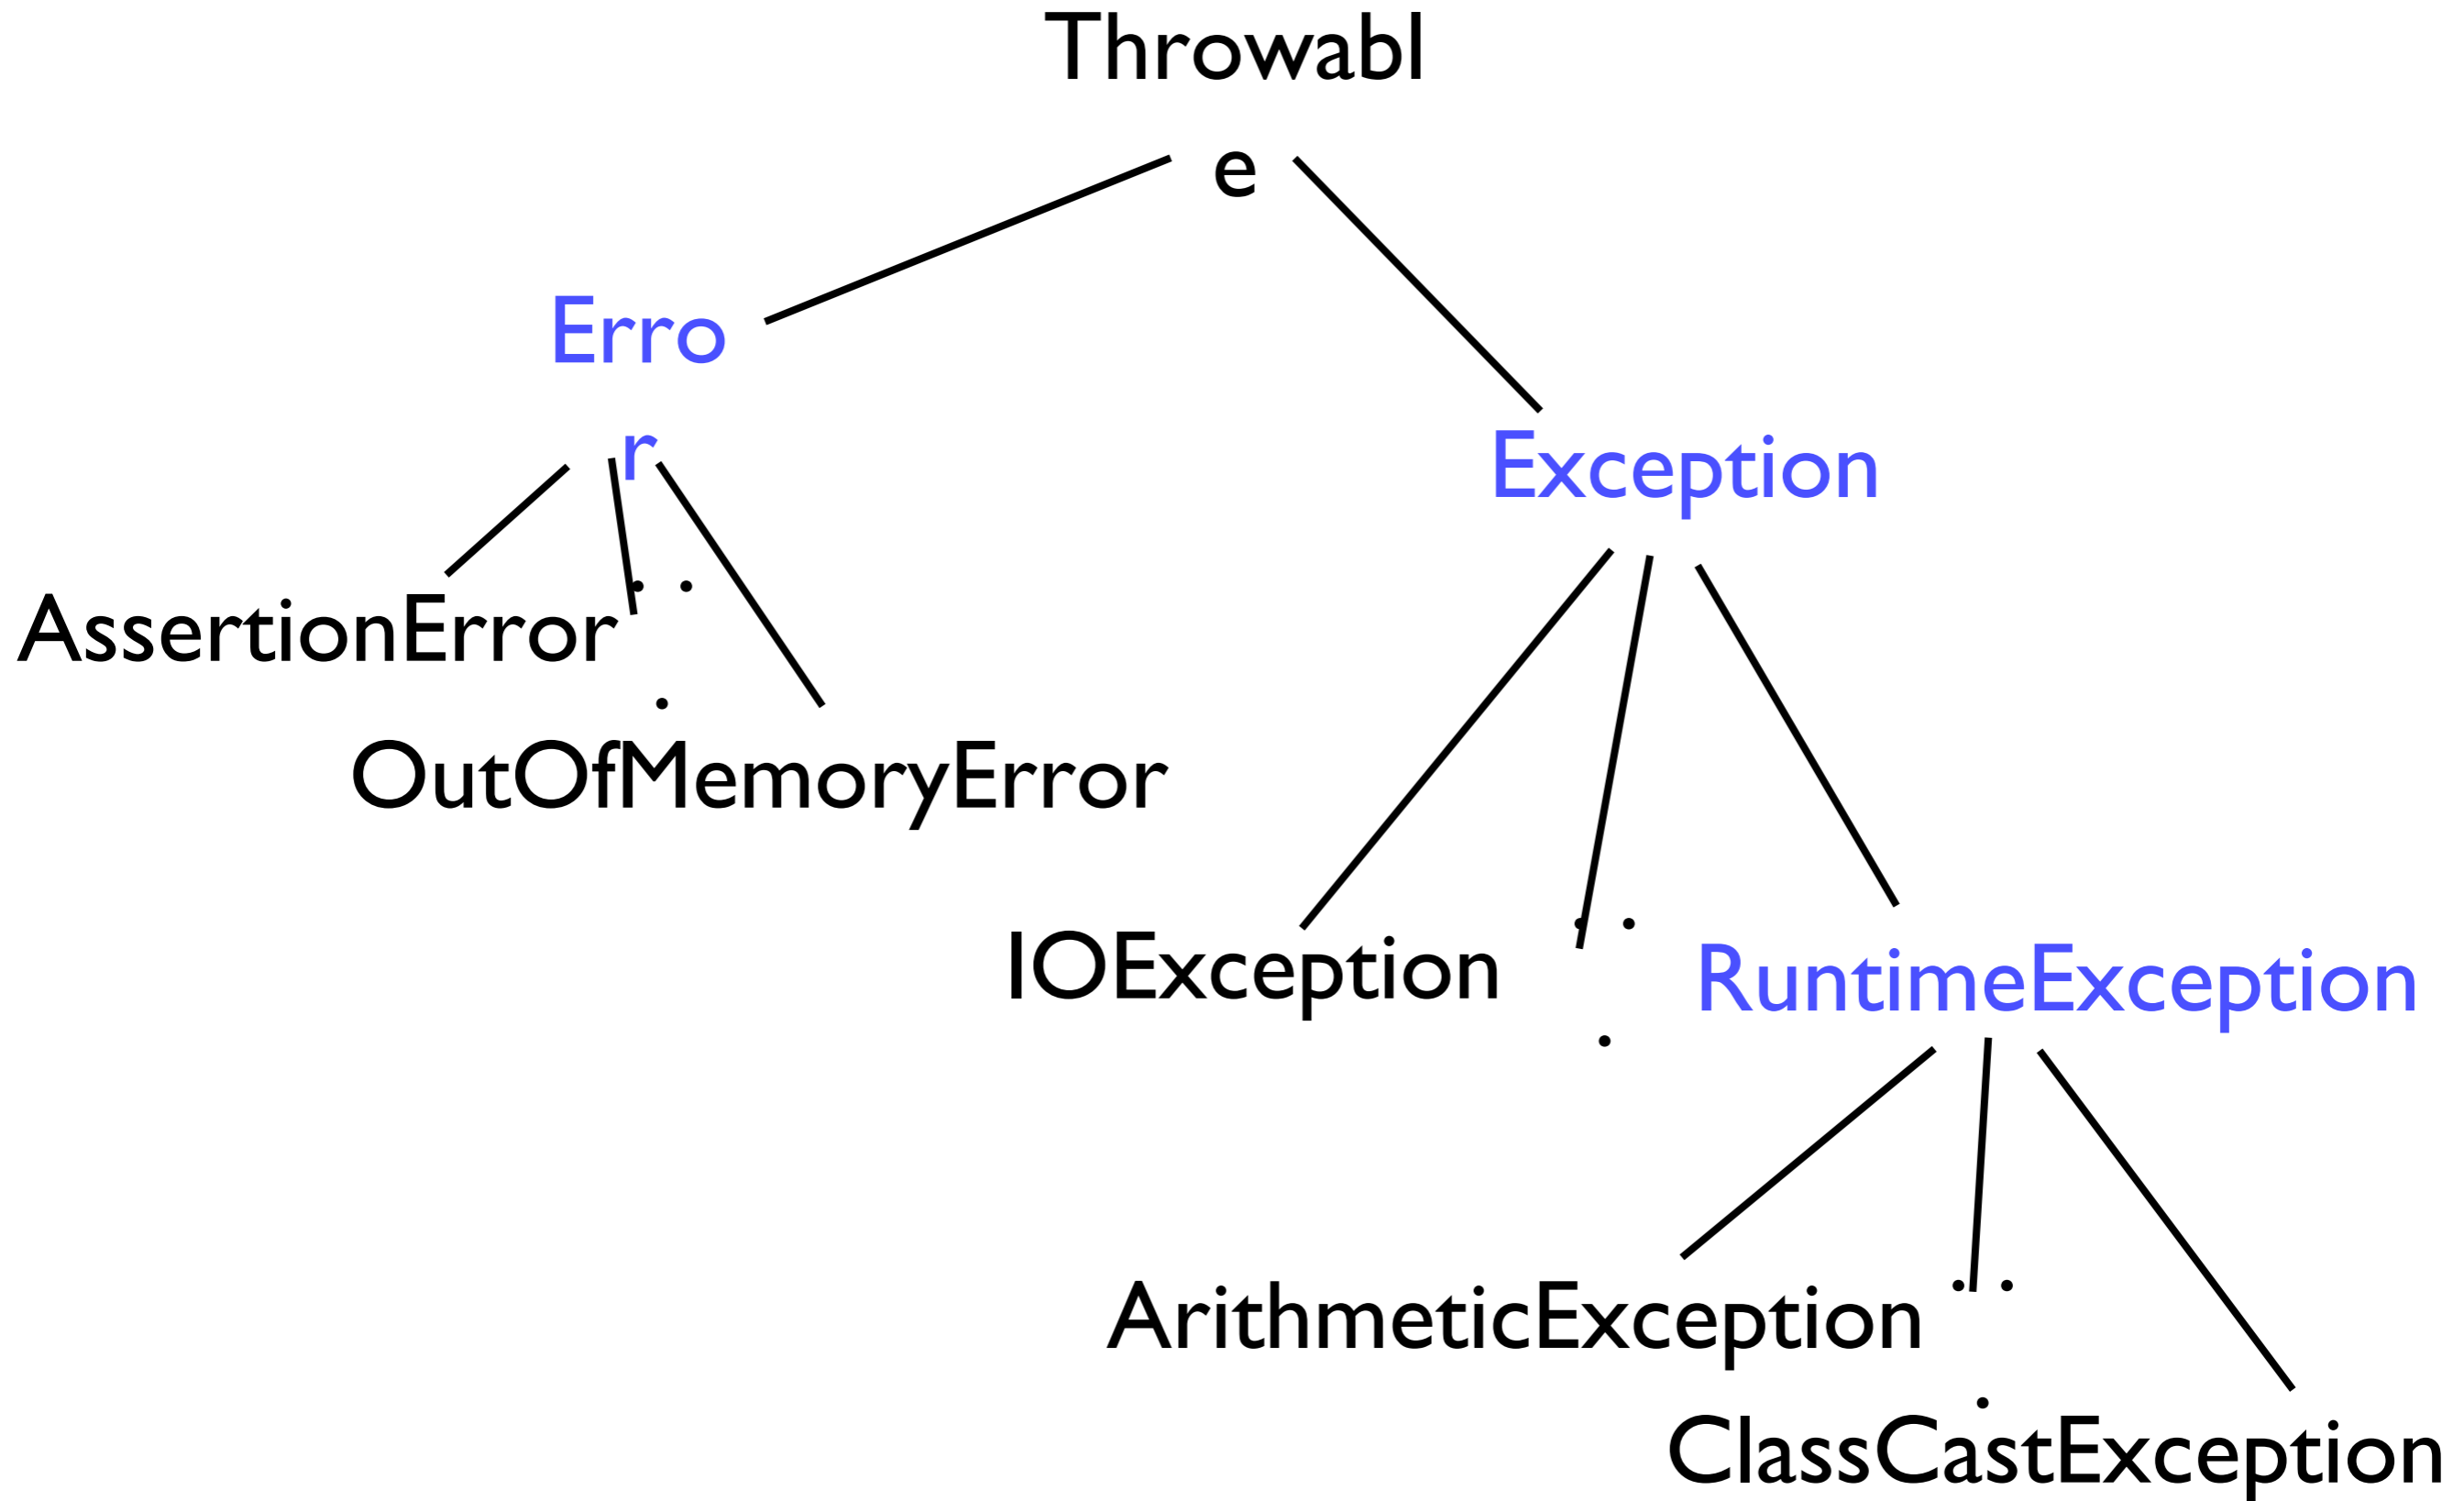 Throwabl
e
Erro
r
Exception
AssertionError
. .
.
OutOfMemoryError
IOException
. .
.
RuntimeException
ArithmeticException
. .
.
ClassCastException